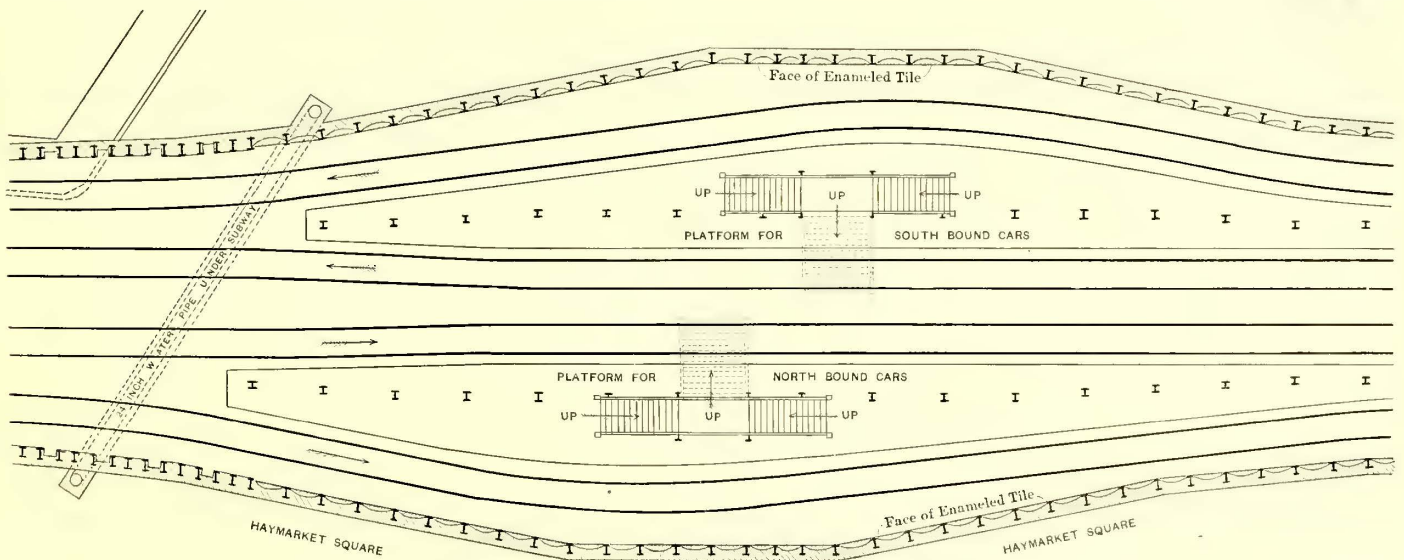 Face of Enameled Tile
UP
UP
UP
PLATFORM FOR SOUTH BOUND CARS
24 INCH WATER PIPE UNDER SUBWAY
PLATFORM FOR NORTH BOUND CARS
UP
UP
UP
Face of Enameled Tile
HAYMARKET SQUARE
HAYMARKET SQUARE